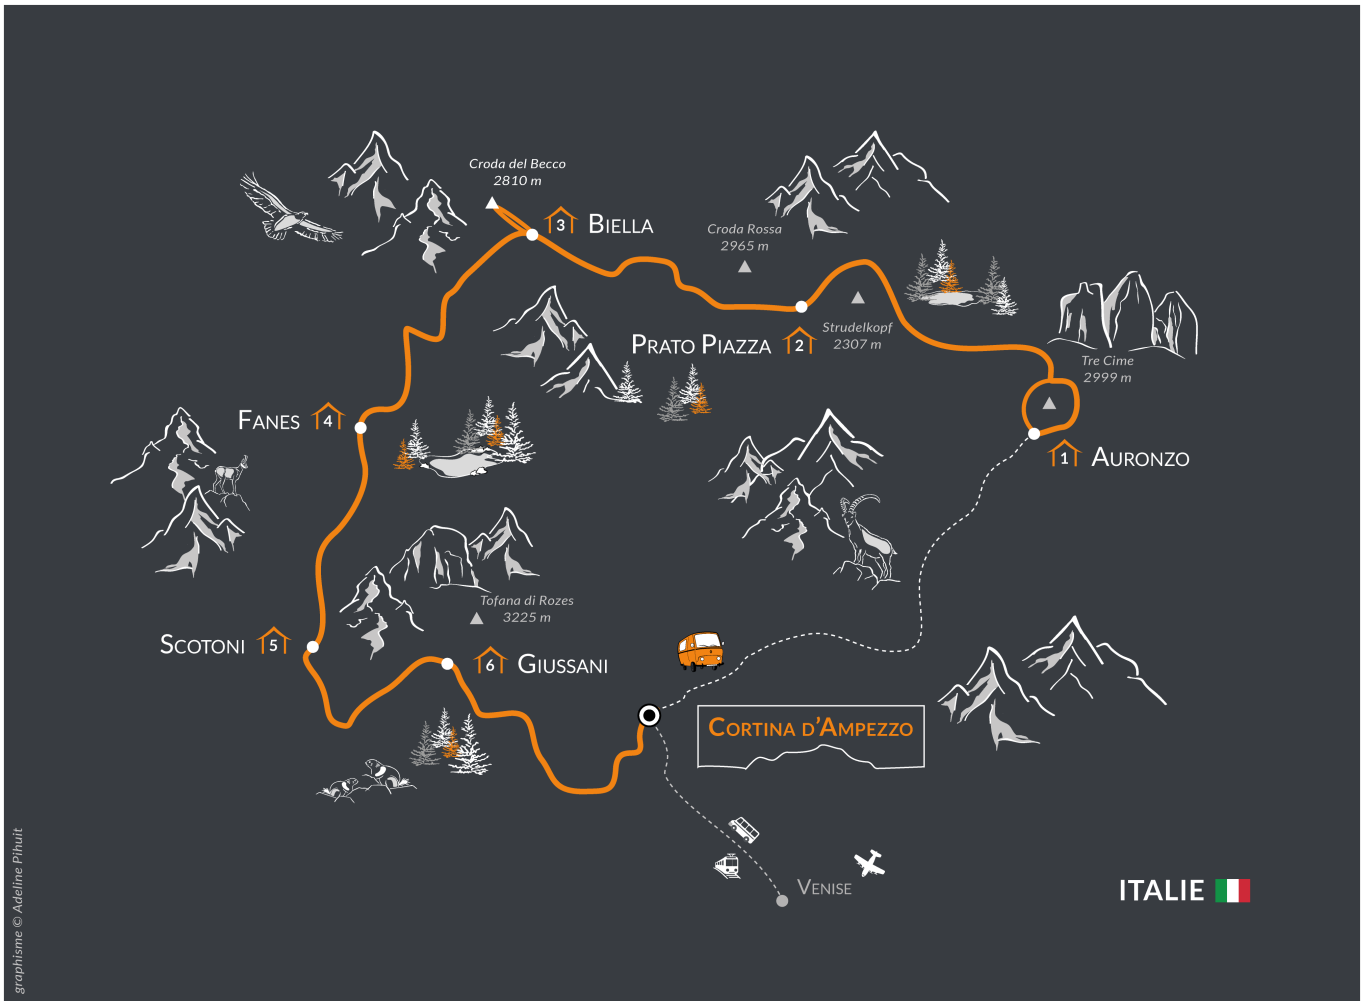 Croda del Becco
2810 m
3 BIELLA
Croda Rossa
2965 m
PRATO PIAZZA 2
Strudelkopf
2307 m
Tre Cime
2999 m
1 AURONZO
FANES 4
Tofana di Rozes
3225 m
SCOTONI 5
6 GIUSSANI
CORTINA D’AMPEZZO
VENISE
ITALIE
graphisme © Adeline Pihuit